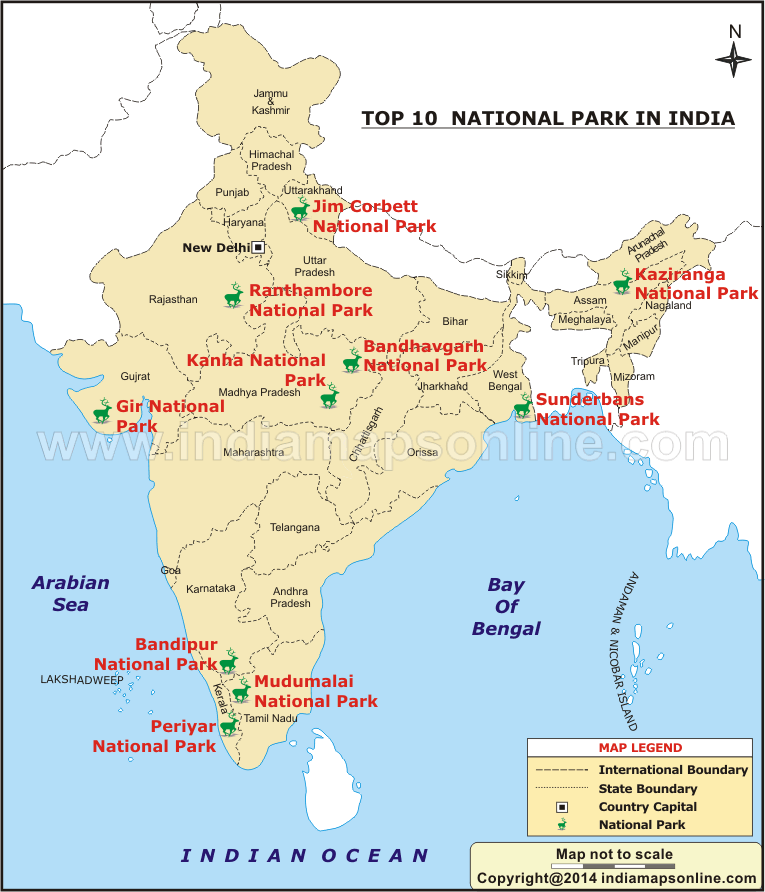 N
TOP 10 NATIONAL PARK IN INDIA
Jammu
&
Kashmir
Himachal
Pradesh
Punjab
Uttarakhand
Jim Corbett
National Park
Haryana
New Delhi
Uttar
Pradesh
Arunachal
Pradesh
Sikkim
Kaziranga
National Park
Ranthambore
National Park
Rajasthan
Assam
Nagaland
Meghalaya
Bihar
Manipur
Bandhavgarh
National Park
Kanha National
Park
Tripura
Mizoram
Gujrat
Madhya Pradesh
Jharkhand
West
Bengal
Sunderbans
National Park
Gir National
Park
Chhattisgarh
www.indiamapsonline.com
Maharashtra
Orissa
Telangana
Goa
Karnataka
Andhra
Pradesh
Arabian
Sea
Bay
Of
Bengal
ANDAMAN & NICOBAR ISLAND
Bandipur
National Park
LAKSHADWEEP
Mudumalai
National Park
Kerala
Tamil Nadu
Periyar
National Park
MAP LEGEND
International Boundary
State Boundary
Country Capital
National Park
INDIAN OCEAN
Map not to scale
Copyright@2014 indiamapsonline.com